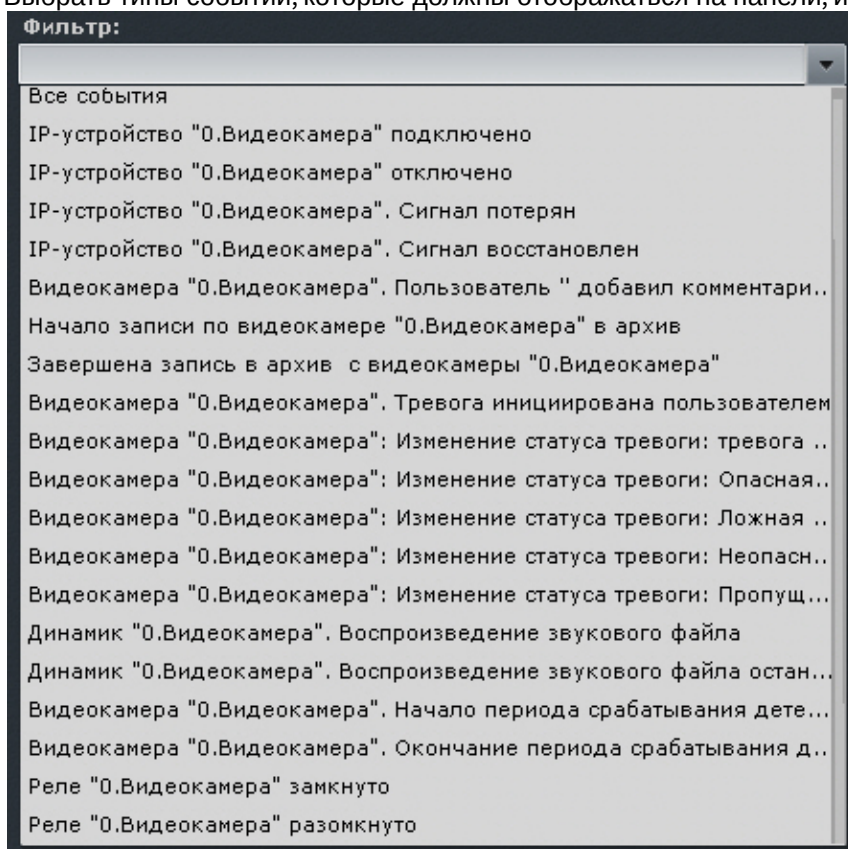 Выбрать типы событий, которые должны отображаться на панели, и
Фильтр:
Все события
IP-устройство "0.Видеокамера" подключено
IP-устройство "0.Видеокамера" отключено
IP-устройство "0.Видеокамера". Сигнал потерян
IP-устройство "0.Видеокамера". Сигнал восстановлен
Видеокамера "0.Видеокамера". Пользователь '' добавил комментари..
Начало записи по видеокамере "0.Видеокамера" в архив
Завершена запись в архив  с видеокамеры "0.Видеокамера"
Видеокамера "0.Видеокамера". Тревога инициирована пользователем
Видеокамера "0.Видеокамера": Изменение статуса тревоги: тревога ..
Видеокамера "0.Видеокамера": Изменение статуса тревоги: Опасная..
Видеокамера "0.Видеокамера": Изменение статуса тревоги: Ложная ..
Видеокамера "0.Видеокамера": Изменение статуса тревоги: Неопасн..
Видеокамера "0.Видеокамера": Изменение статуса тревоги: Пропущ...
Динамик "0.Видеокамера". Воспроизведение звукового файла
Динамик "0.Видеокамера". Воспроизведение звукового файла остан...
Видеокамера "0.Видеокамера". Начало периода срабатывания дете...
Видеокамера "0.Видеокамера". Окончание периода срабатывания д..
Реле "0.Видеокамера" замкнуто
Реле "0.Видеокамера" разомкнуто